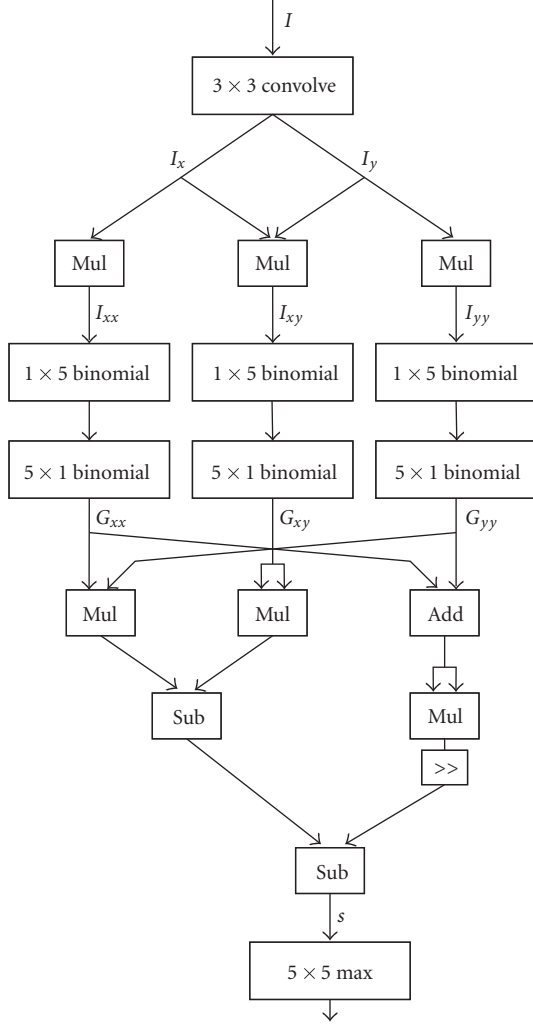 I
3 × 3 convolve
I_x I_y
Mul Mul Mul
I_xx I_xy I_yy
1 × 5 binomial 1 × 5 binomial 1 × 5 binomial
5 × 1 binomial 5 × 1 binomial 5 × 1 binomial
G_xx G_xy G_yy
Mul Mul Add
Sub Mul
>>
Sub
s
5 × 5 max